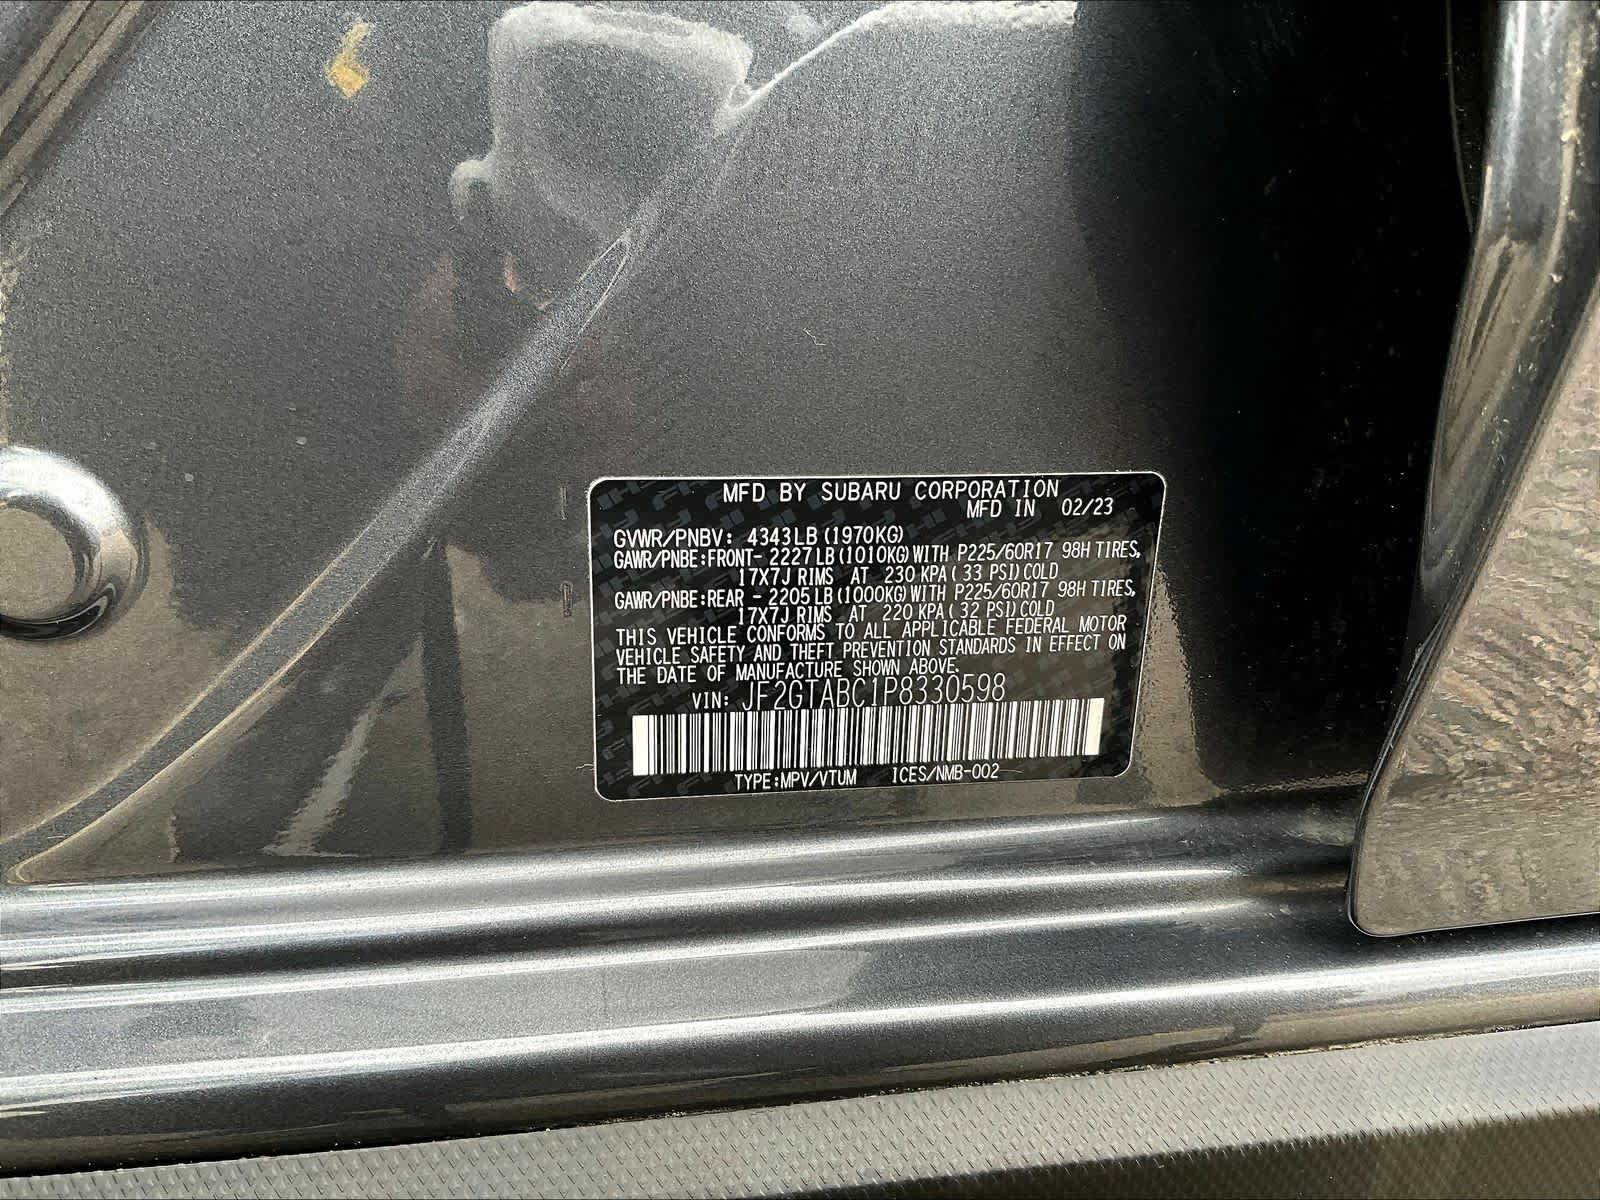 MFD BY SUBARU CORPORATION
MFD IN 02/23
GVWR/PNBV: 4343LB (1970KG)
GAWR/PNBE:FRONT- 2227LB (1010KG) WITH P225/60R17 98H TIRES,
17X7J RIMS AT 230 KPA (33 PSI) COLD
GAWR/PNBE:REAR - 2205LB (1000KG) WITH P225/60R17 98H TIRES,
17X7J RIMS AT 220 KPA (32 PSI) COLD
THIS VEHICLE CONFORMS TO ALL APPLICABLE FEDERAL MOTOR
VEHICLE SAFETY AND THEFT PREVENTION STANDARDS IN EFFECT ON
THE DATE OF MANUFACTURE SHOWN ABOVE.
VIN: JF2GTABC1P8330598
TYPE:MPV/VTUM ICES/NMB-002